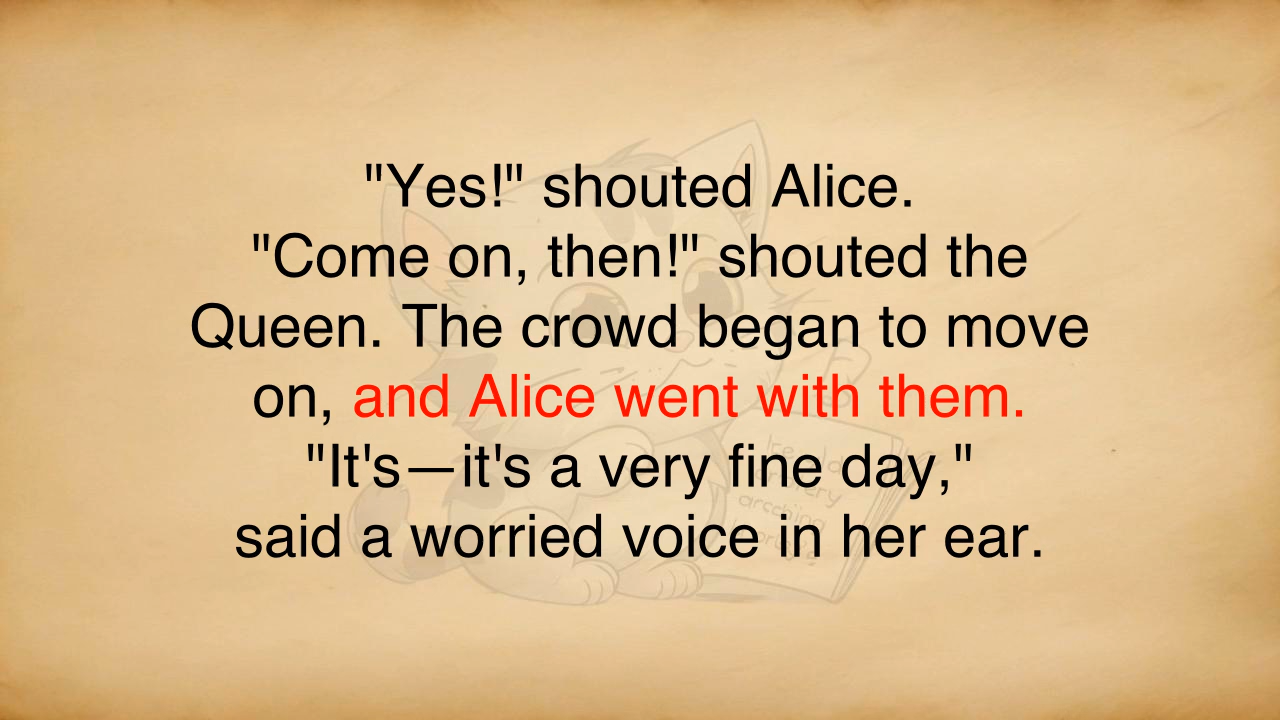 "Yes!" shouted Alice.
"Come on, then!" shouted the
Queen. The crowd began to move
on, and Alice went with them.
"It's—it's a very fine day,"
said a worried voice in her ear.